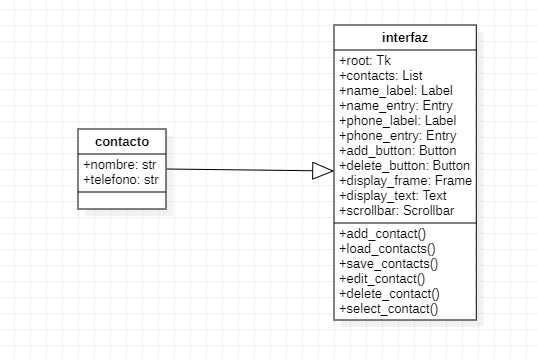 contacto
+nombre: str
+telefono: str
interfaz
+root: Tk
+contacts: List
+name_label: Label
+name_entry: Entry
+phone_label: Label
+phone_entry: Entry
+add_button: Button
+delete_button: Button
+display_frame: Frame
+display_text: Text
+scrollbar: Scrollbar
+add_contact()
+load_contacts()
+save_contacts()
+edit_contact()
+delete_contact()
+select_contact()